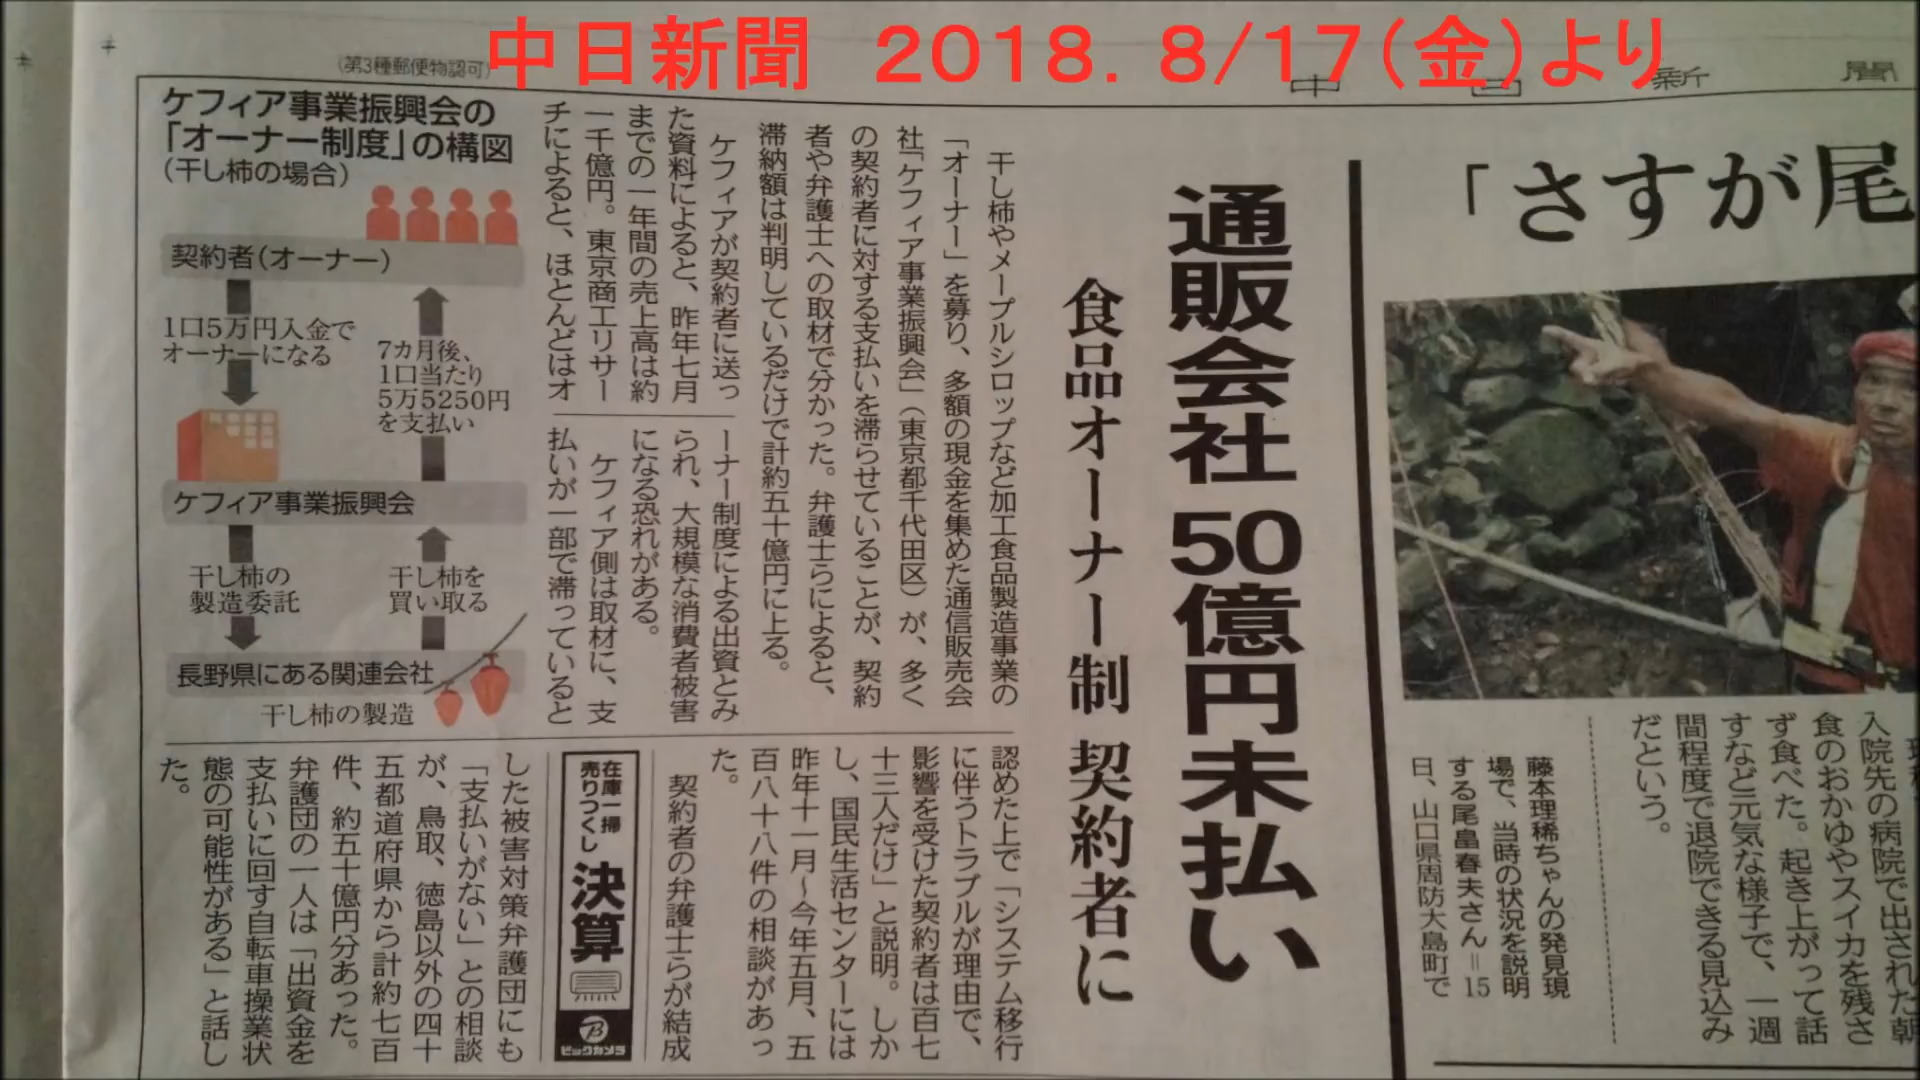 中日新聞　2018.8/17(金)より
(第3種郵便物認可)
中　日　新　聞
通販会社 50億円未払い
食品オーナー制 契約者に
干し柿やメープルシロップなど加工食品製造事業の
「オーナー」を募り、多額の現金を集めた通信販売会
社「ケフィア事業振興会」（東京都千代田区）が、多く
の契約者に対する支払いを滞らせていることが、契約
者や弁護士への取材で分かった。弁護士らによると、
滞納額は判明しているだけで計約五十億円に上る。
ケフィアが契約者に送っ
た資料によると、昨年七月
までの一年間の売上高は約
一千億円。東京商工リサー
チによると、ほとんどはオ
ーナー制度による出資とみ
られ、大規模な消費者被害
になる恐れがある。
ケフィア側は取材に、支
払いが一部で滞っていると
認めた上で「システム移行
に伴うトラブルが理由で、
影響を受けた契約者は百七
十三人だけ」と説明。しか
し、国民生活センターには
昨年十一月～今年五月、五
百八十八件の相談があっ
た。
契約者の弁護士らが結成
した被害対策弁護団にも
「支払いがない」との相談
が、鳥取、徳島以外の四十
五都道府県から計約七百
件、約五十億円分あった。
弁護団の一人は「出資金を
支払いに回す自転車操業状
態の可能性がある」と話し
た。
ケフィア事業振興会の
「オーナー制度」の構図
(干し柿の場合)
契約者(オーナー)
1口5万円入金で
オーナーになる
7カ月後、
1口当たり
5万5250円
を支払い
ケフィア事業振興会
干し柿の
製造委託
干し柿を
買い取る
長野県にある関連会社
干し柿の製造
在庫一掃
売りつくし
決算
ビックカメラ
「さすが尾
藤本理稀ちゃんの発見現
場で、当時の状況を説明
する尾畠春夫さん＝15
日、山口県周防大島町で
入院先の病院で出された朝
食のおかゆやスイカを残さ
ず食べた。起き上がって話
すなど元気な様子で、一週
間程度で退院できる見込み
だという。